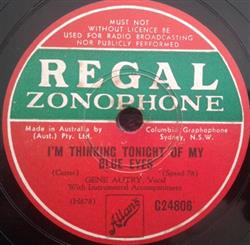 MUST NOT
WITHOUT LICENCE BE
USED FOR RADIO BROADCASTING
NOR PUBLICLY PERFORMED
REGAL
ZONOPHONE
Made in Australia by Columbia Graphophone
(Aust.) Pty. Ltd. Sydney, N.S.W.
I'M THINKING TONIGHT OF MY
BLUE EYES
(Carter) (Speed 78)
GENE AUTRY, Vocal
With Instrumental Accompaniment
Allan's
G24806